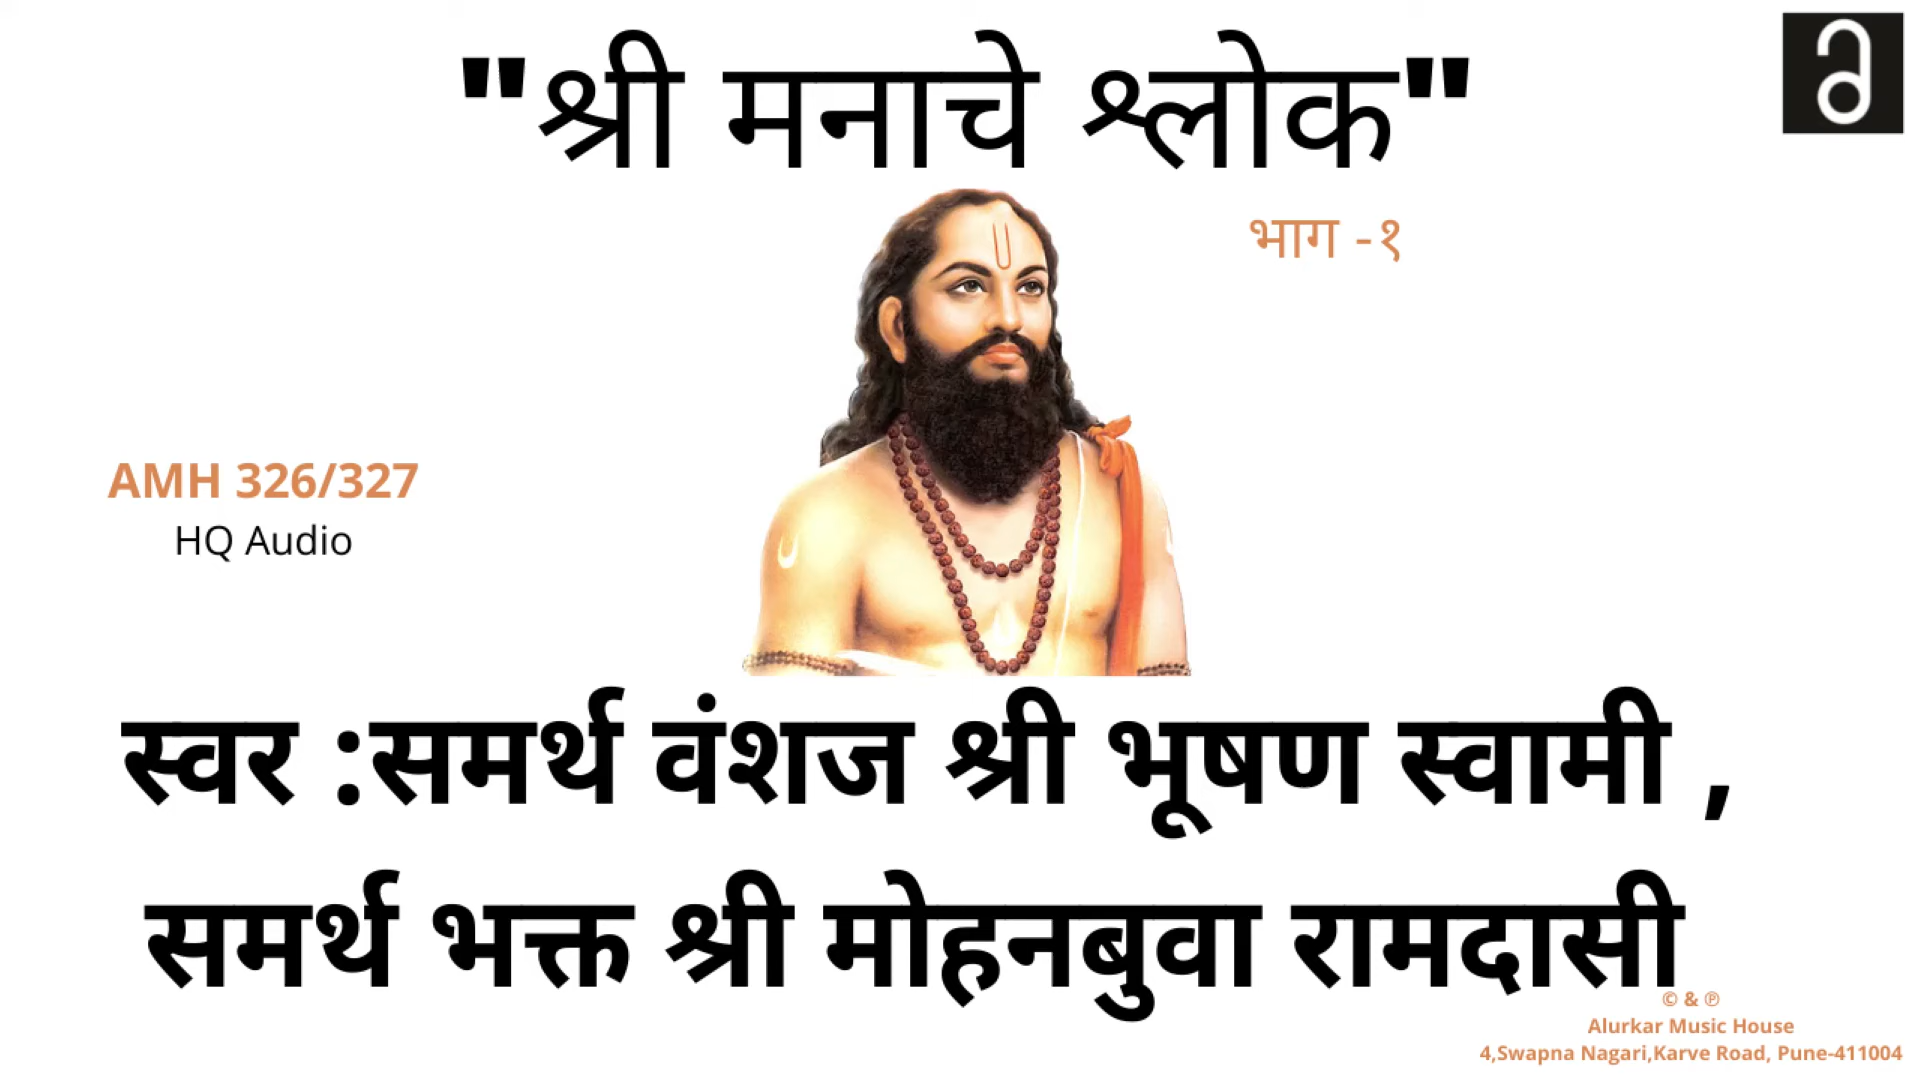 "श्री मनाचे श्लोक"
भाग -१
AMH 326/327
HQ Audio
स्वर :समर्थ वंशज श्री भूषण स्वामी ,
समर्थ भक्त श्री मोहनबुवा रामदासी
© & ℗
Alurkar Music House
4,Swapna Nagari,Karve Road, Pune-411004